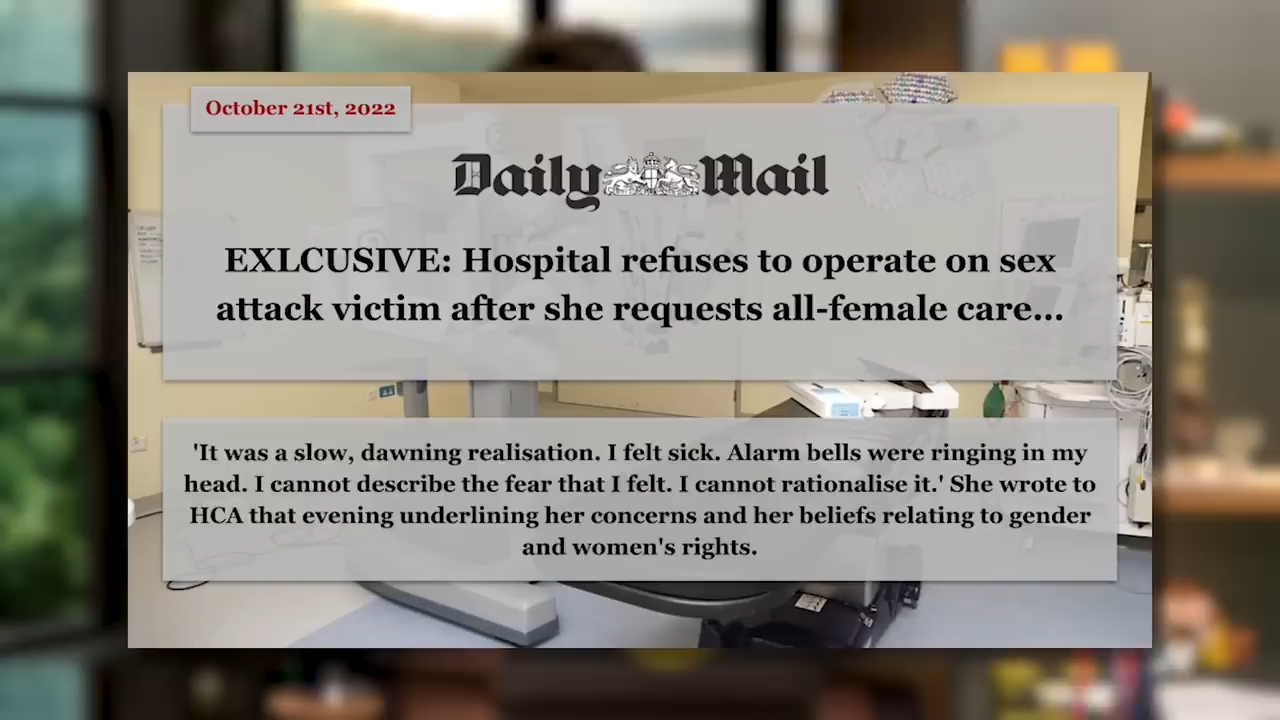 October 21st, 2022
Daily Mail
EXLCUSIVE: Hospital refuses to operate on sex
attack victim after she requests all-female care...
'It was a slow, dawning realisation. I felt sick. Alarm bells were ringing in my
head. I cannot describe the fear that I felt. I cannot rationalise it.' She wrote to
HCA that evening underlining her concerns and her beliefs relating to gender
and women's rights.